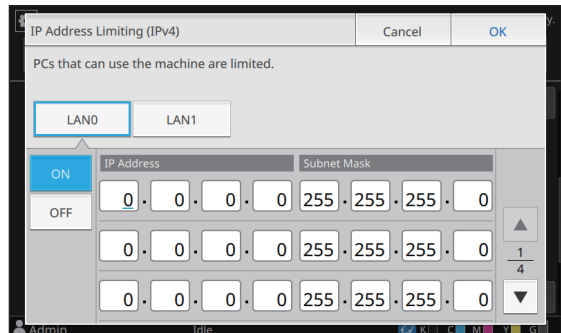 IP Address Limiting (IPv4) Cancel OK
y.
PCs that can use the machine are limited.
LAN0 LAN1
ON
OFF
IP Address Subnet Mask
0. 0. 0. 0 255. 255. 255. 0
0. 0. 0. 0 255. 255. 255. 0
0. 0. 0. 0 255. 255. 255. 0
1
4
Admin Idle K C M Y G